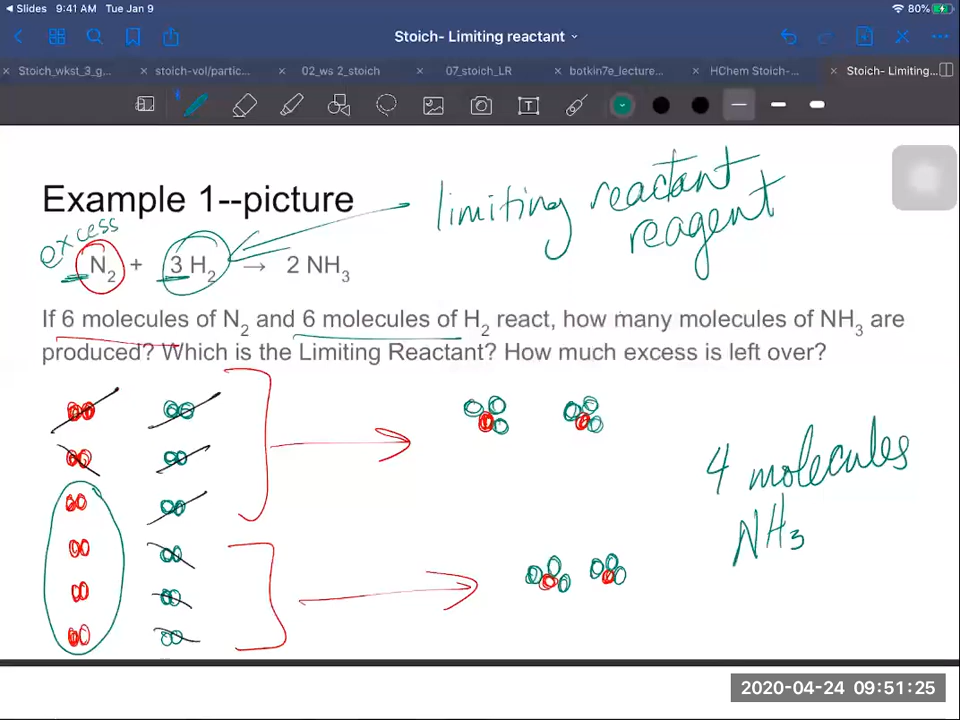 Slides 9:41 AM Tue Jan 9 80%
Stoich- Limiting reactant
Stoich_wkst_3_g... stoich-vol/partic... 02_ws 2_stoich 07_stoich_LR botkin7e_lecture... HChem Stoich-... Stoich- Limiting...
T
Example 1--picture
limiting reactant
reagent
excess
N₂ + 3 H₂ → 2 NH₃
If 6 molecules of N₂ and 6 molecules of H₂ react, how many molecules of NH₃ are
produced? Which is the Limiting Reactant? How much excess is left over?
4 molecules
NH₃
2020-04-24 09:51:25